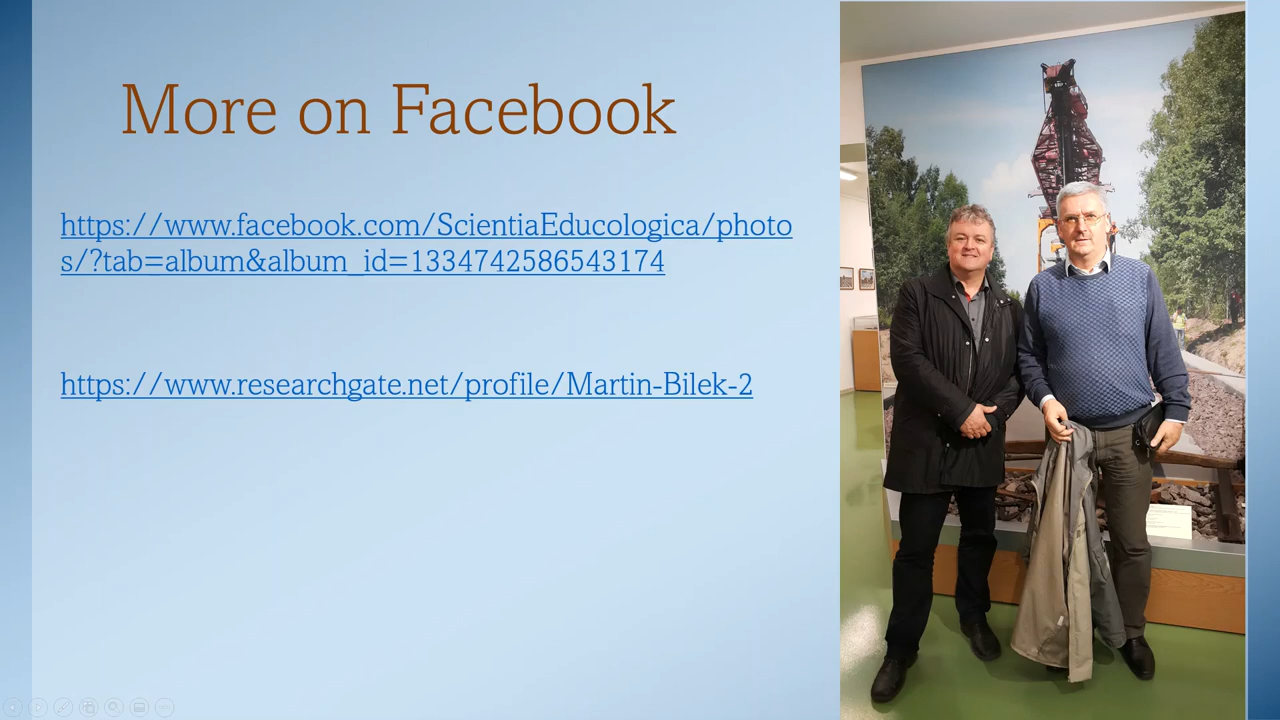 More on Facebook
https://www.facebook.com/ScientiaEducologica/photo
s/?tab=album&album_id=1334742586543174
https://www.researchgate.net/profile/Martin-Bilek-2